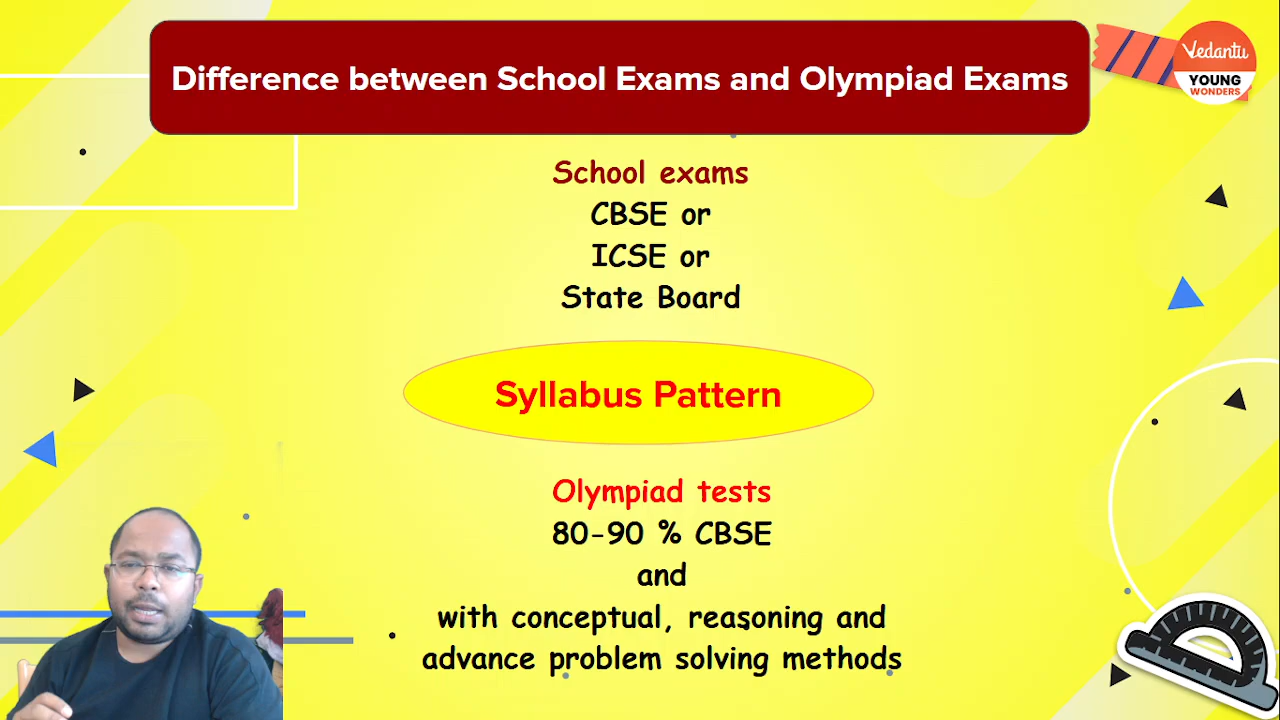 Difference between School Exams and Olympiad Exams
Vedantu
YOUNG
WONDERS
School exams
CBSE or
ICSE or
State Board
Syllabus Pattern
Olympiad tests
80-90 % CBSE
and
with conceptual, reasoning and
advance problem solving methods